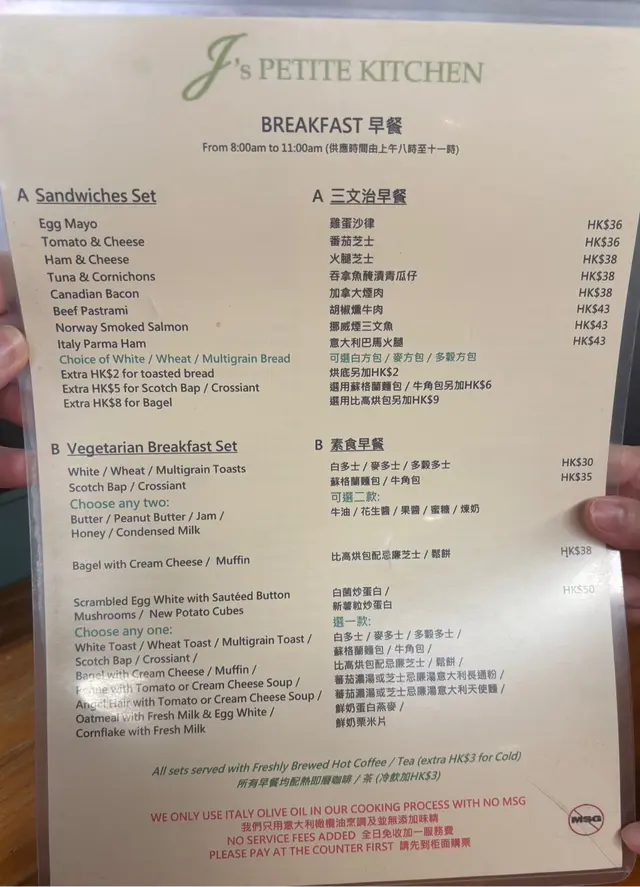 J's PETITE KITCHEN
BREAKFAST 早餐
From 8:00am to 11:00am (供應時間由上午八時至十一時)
A Sandwiches Set A 三文治早餐
Egg Mayo 雞蛋沙律 HK$36
Tomato & Cheese 番茄芝士 HK$36
Ham & Cheese 火腿芝士 HK$38
Tuna & Cornichons 吞拿魚醃漬青瓜仔 HK$38
Canadian Bacon 加拿大煙肉 HK$38
Beef Pastrami 胡椒燻牛肉 HK$43
Norway Smoked Salmon 挪威煙三文魚 HK$43
Italy Parma Ham 意大利巴馬火腿 HK$43
Choice of White / Wheat / Multigrain Bread 可選白方包 / 麥方包 / 多穀方包
Extra HK$2 for toasted bread 烘底另加HK$2
Extra HK$5 for Scotch Bap / Crossiant 選用蘇格蘭麵包 / 牛角包另加HK$6
Extra HK$8 for Bagel 選用比高烘包另加HK$9
B Vegetarian Breakfast Set B 素食早餐
White / Wheat / Multigrain Toasts 白多士 / 麥多士 / 多穀多士 HK$30
Scotch Bap / Crossiant 蘇格蘭麵包 / 牛角包 HK$35
Choose any two: 可選二款:
Butter / Peanut Butter / Jam / 牛油 / 花生醬 / 果醬 / 蜜糖 / 煉奶
Honey / Condensed Milk
Bagel with Cream Cheese / Muffin 比高烘包配忌廉芝士 / 鬆餅 HK$38
Scrambled Egg White with Sautéed Button 白菌炒蛋白 / HK$50
Mushrooms / New Potato Cubes 新薯粒炒蛋白
Choose any one: 選一款:
White Toast / Wheat Toast / Multigrain Toast / 白多士 / 麥多士 / 多穀多士 /
Scotch Bap / Crossiant / 蘇格蘭麵包 / 牛角包 /
Bagel with Cream Cheese / Muffin / 比高烘包配忌廉芝士 / 鬆餅 /
Penne with Tomato or Cream Cheese Soup / 蕃茄濃湯或芝士忌廉湯意大利長通粉 /
Angel Hair with Tomato or Cream Cheese Soup / 蕃茄濃湯或芝士忌廉湯意大利天使麵 /
Oatmeal with Fresh Milk & Egg White / 鮮奶蛋白燕麥 /
Cornflake with Fresh Milk 鮮奶粟米片
All sets served with Freshly Brewed Hot Coffee / Tea (extra HK$3 for Cold)
所有早餐均配熱即磨咖啡 / 茶 (冷飲加HK$3)
WE ONLY USE ITALY OLIVE OIL IN OUR COOKING PROCESS WITH NO MSG
我們只用意大利橄欖油烹調及並無添加味精
NO SERVICE FEES ADDED 全日免收加一服務費
PLEASE PAY AT THE COUNTER FIRST 請先到柜面購票
MSG